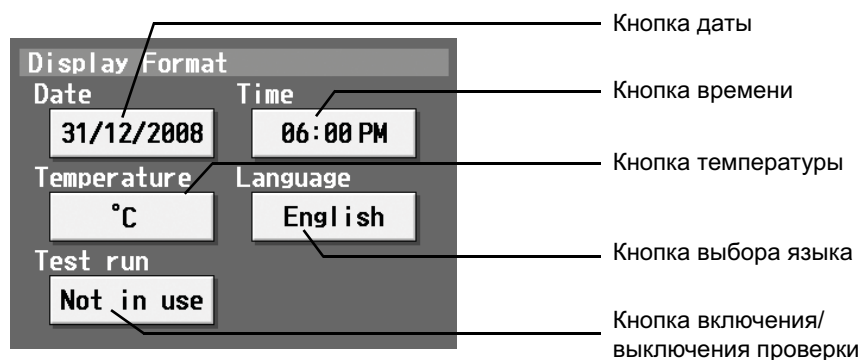 Кнопка даты
Display Format
Date Time
Кнопка времени
31/12/2008 06:00 PM
Temperature Language
Кнопка температуры
°C English
Кнопка выбора языка
Test run
Not in use
Кнопка включения/
выключения проверки